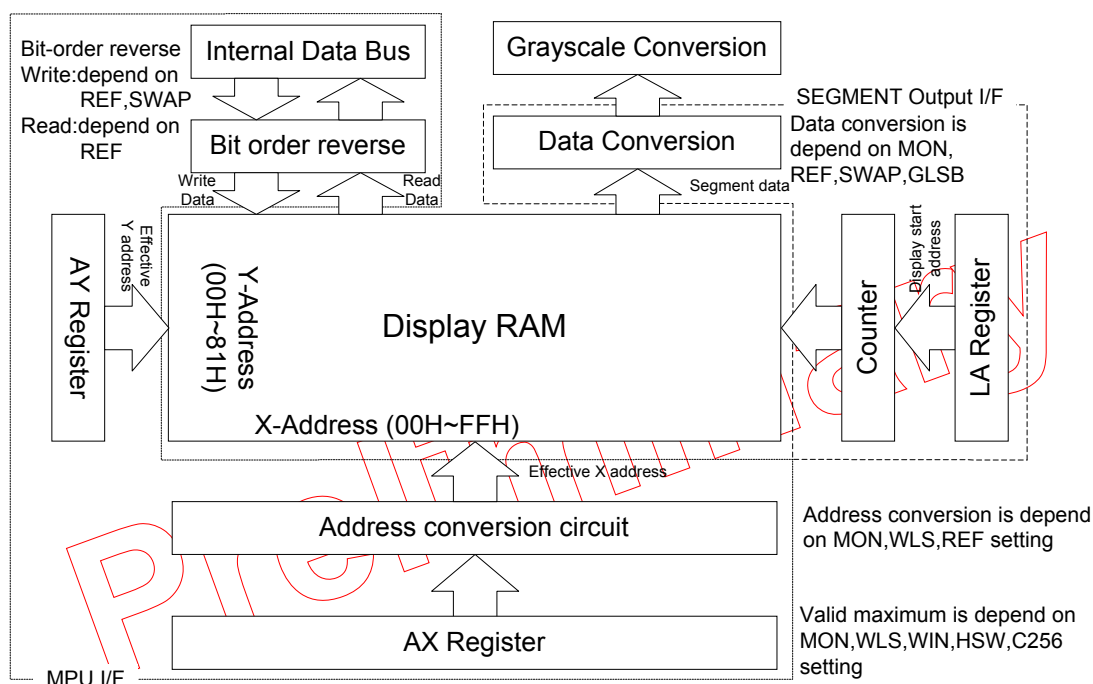 Bit-order reverse
Write:depend on
REF,SWAP
Read:depend on
REF
Internal Data Bus
Bit order reverse
Write
Data
Read
Data
Grayscale Conversion
SEGMENT Output I/F
Data Conversion
Data conversion is
depend on MON,
REF,SWAP,GLSB
Segment data
AY Register
Effective
Y address
Y-Address
(00H~81H)
Display RAM
X-Address (00H~FFH)
Counter
Display start
address
LA Register
Effective X address
Address conversion circuit
Address conversion is depend
on MON,WLS,REF setting
AX Register
Valid maximum is depend on
MON,WLS,WIN,HSW,C256
setting
MPU I/F
Preliminary